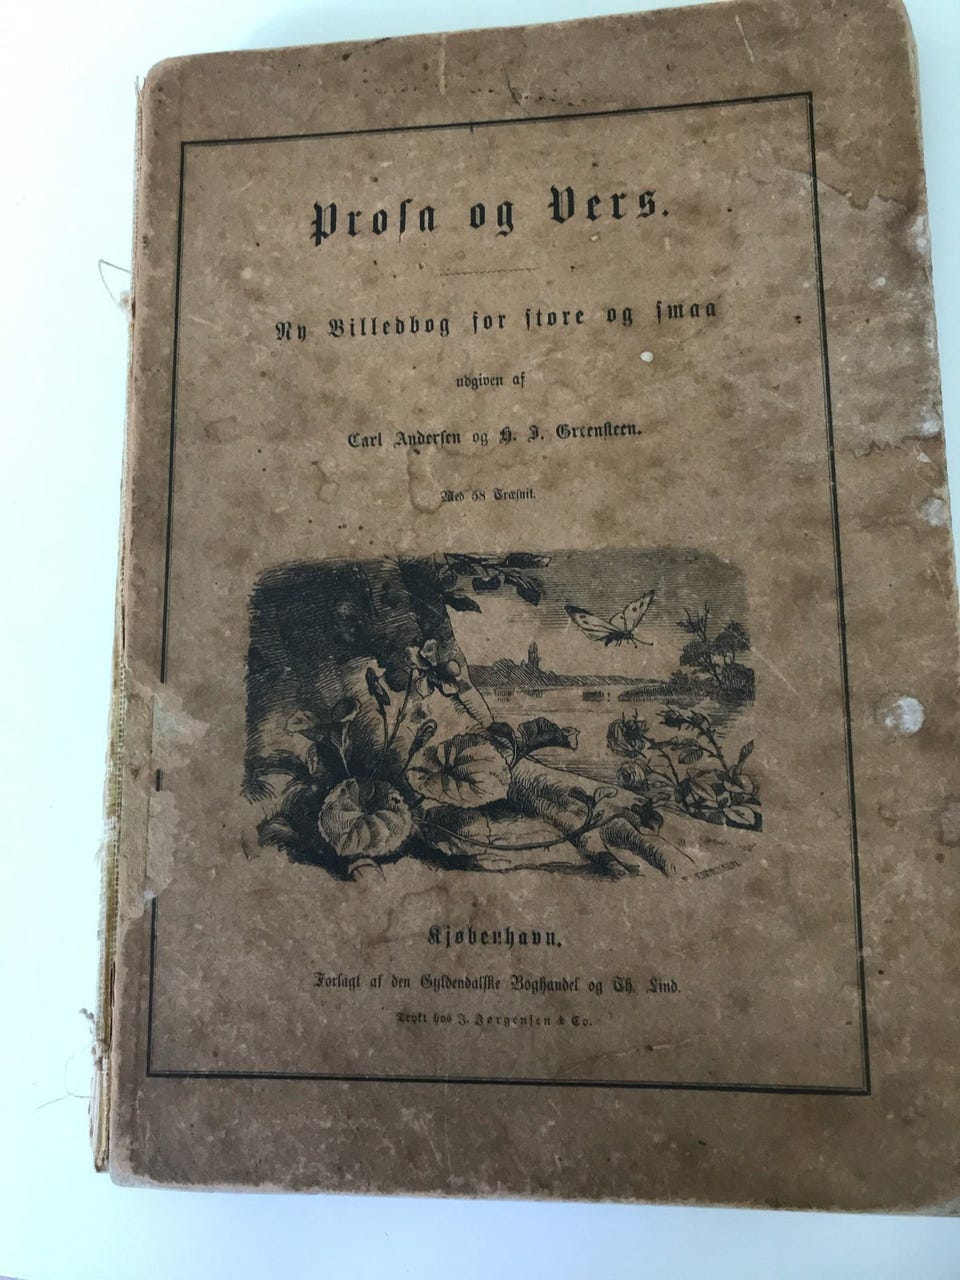 Prosa og Vers.
Ny Billedbog for store og smaa
udgiven af
Carl Andersen og H. J. Greensteen.
Med 58 Træsnit.
Kjøbenhavn.
Forlagt af den Gyldendalske Boghandel og Th. Lind.
Trykt hos J. Jørgensen & Co.